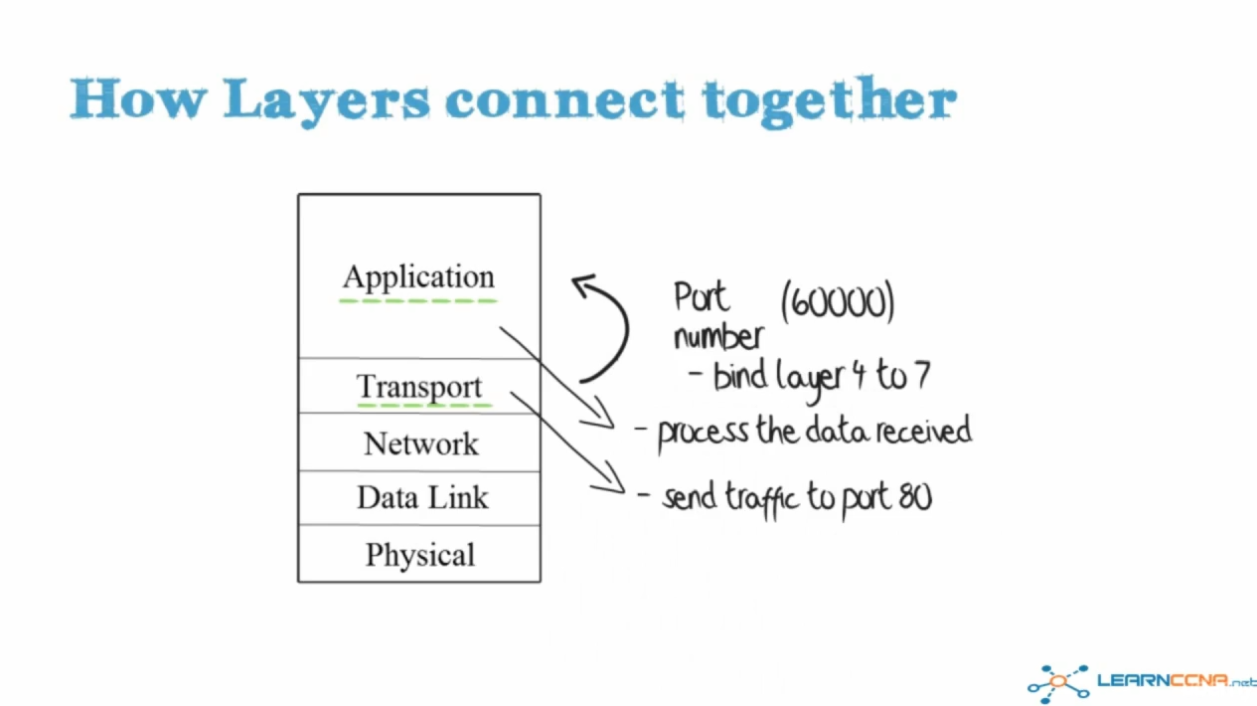 How Layers connect together
Application
Transport
Network
Data Link
Physical
Port (60000)
number
- bind layer 4 to 7
- process the data received
- send traffic to port 80
LEARNCCNA.net